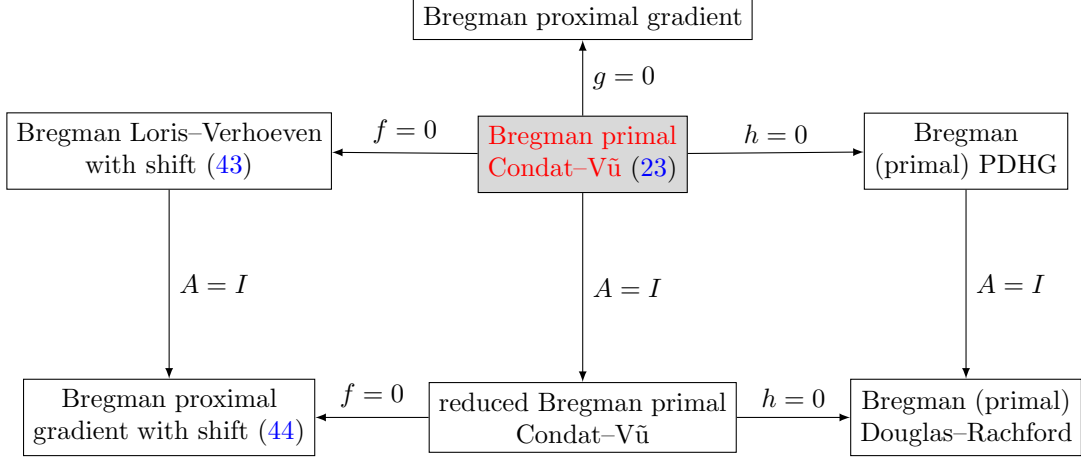 Bregman proximal gradient
g = 0
Bregman Loris–Verhoeven
with shift (43)
f = 0
Bregman primal
Condat–Vũ (23)
h = 0
Bregman
(primal) PDHG
A = I
A = I
A = I
Bregman proximal
gradient with shift (44)
f = 0
reduced Bregman primal
Condat–Vũ
h = 0
Bregman (primal)
Douglas–Rachford